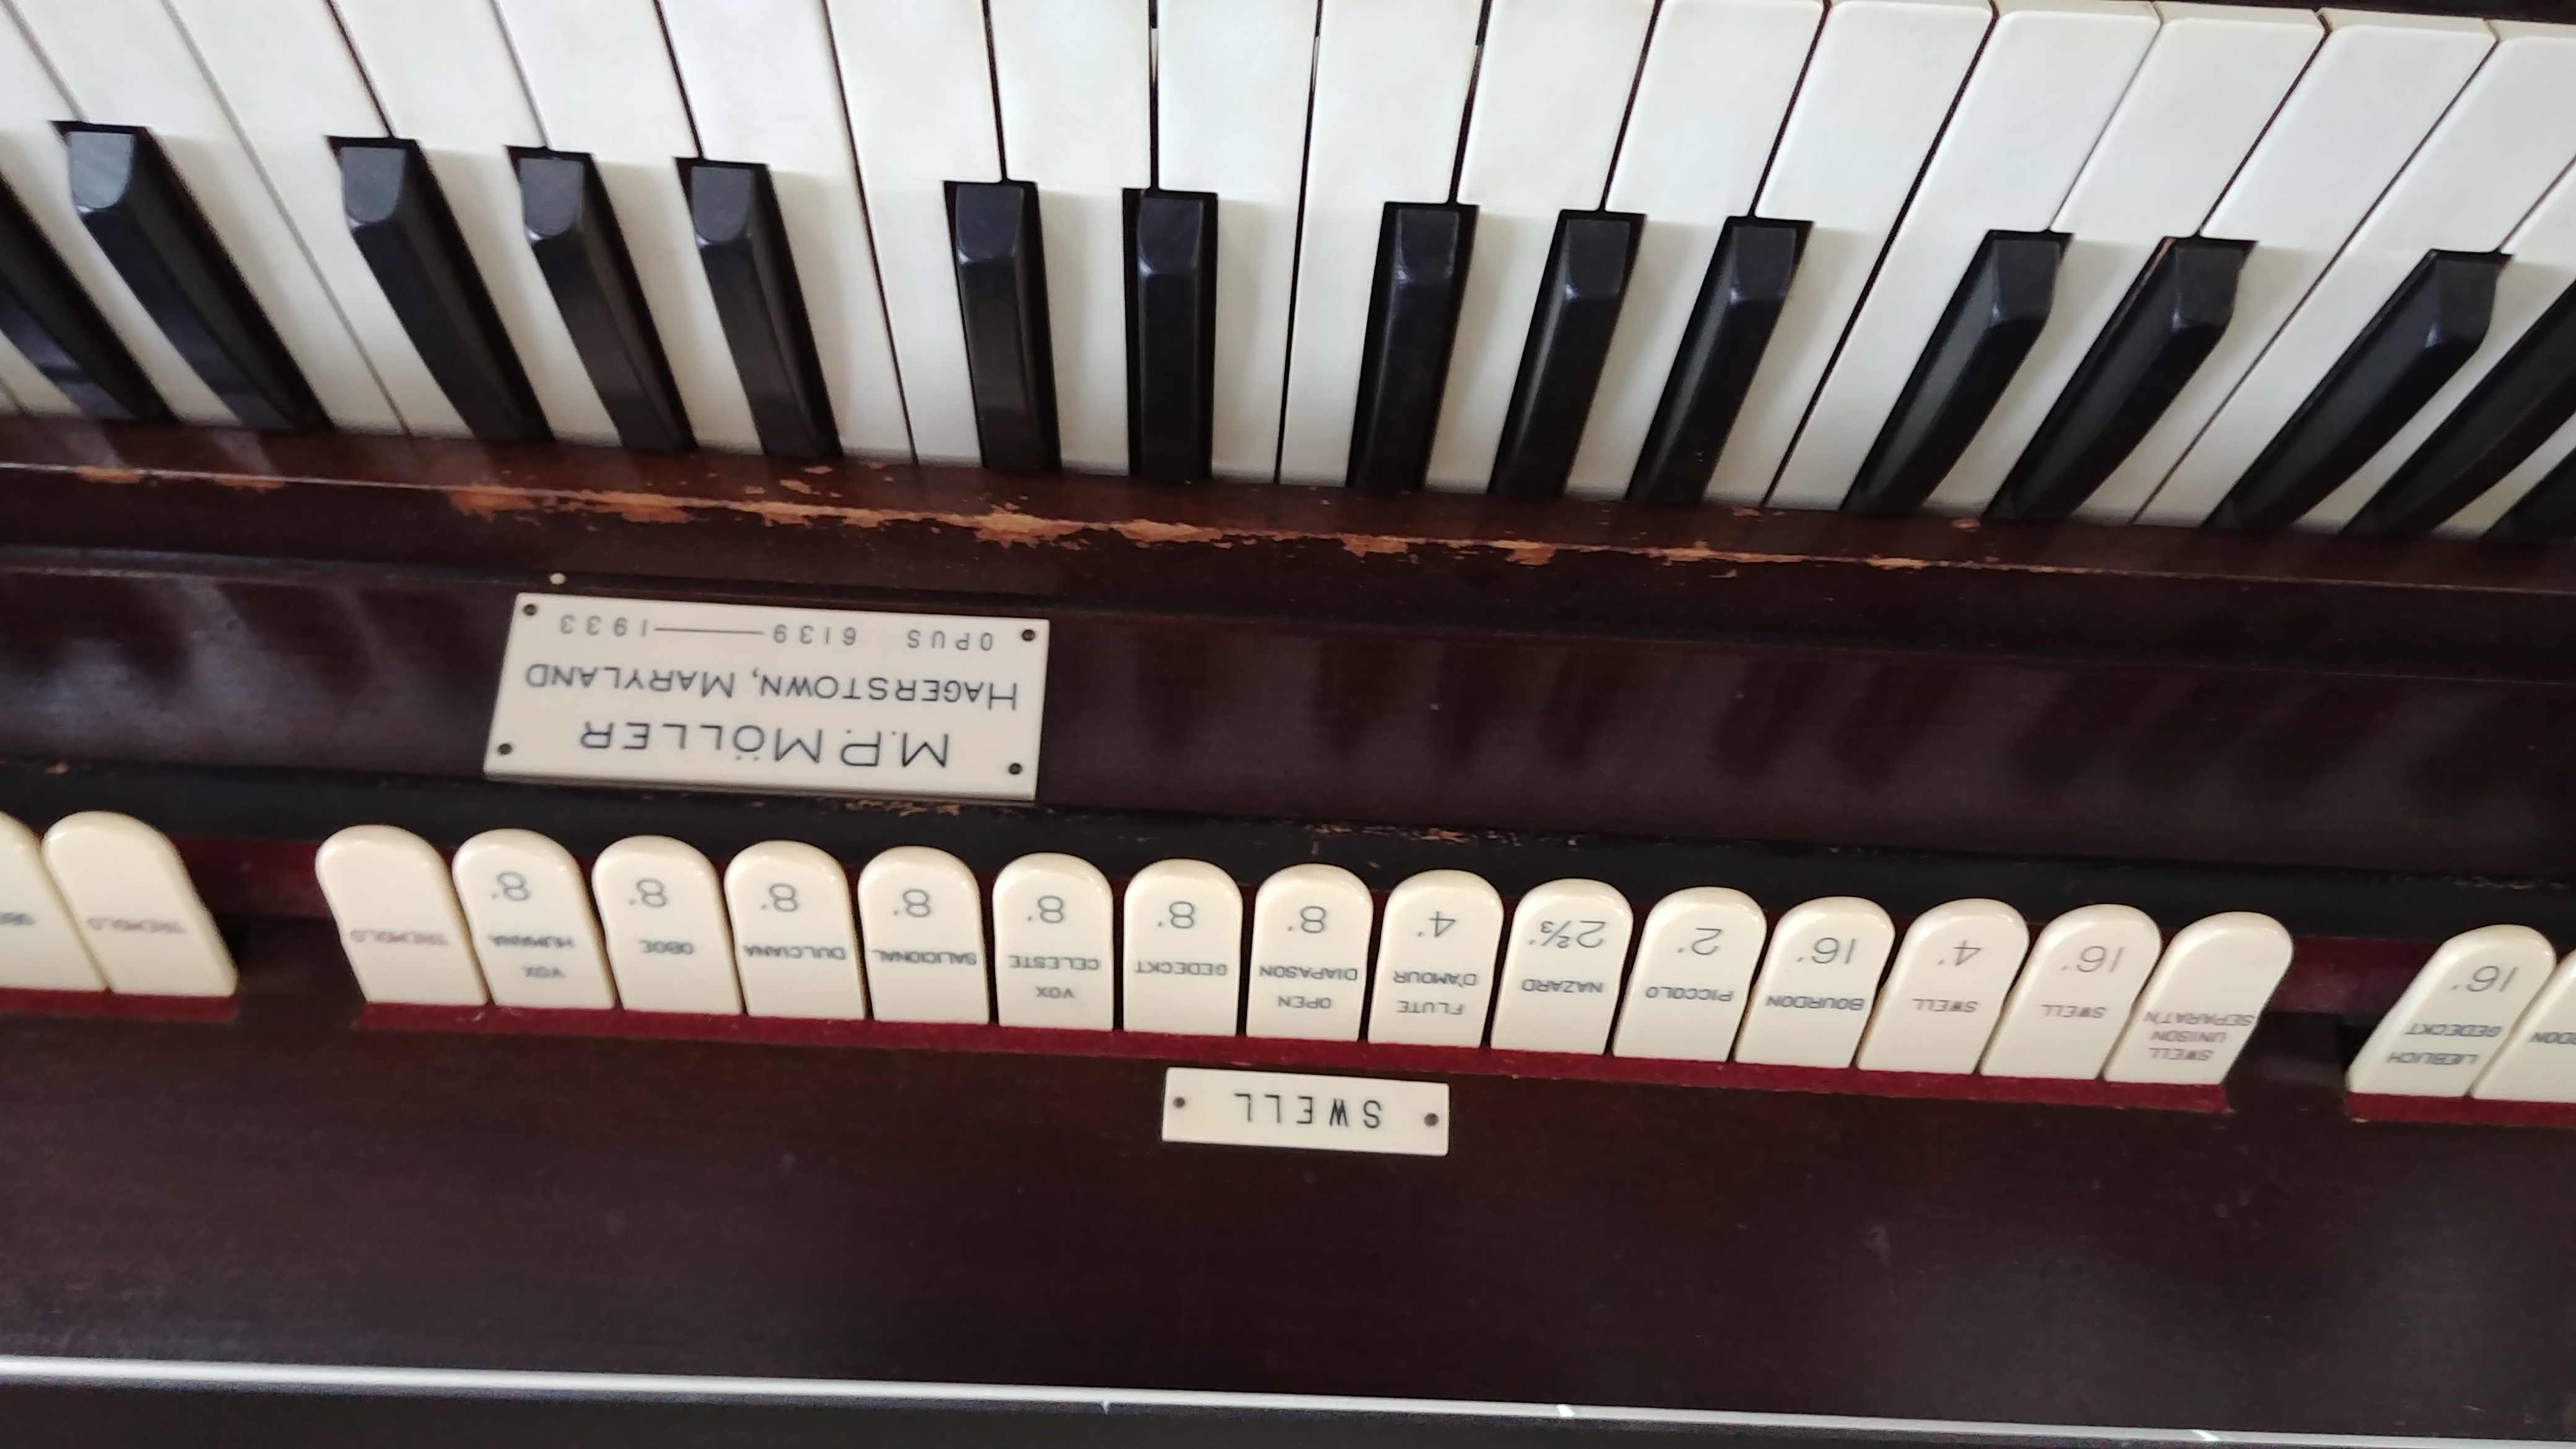 SWELL
LIEBLICH
GEDECKT
16'
SWELL
UNISON
SEPARAT'N
SWELL
16'
SWELL
4'
BOURDON
16'
PICCOLO
2'
NAZARD
2⅔'
FLUTE
D'AMOUR
4'
OPEN
DIAPASON
8'
GEDECKT
8'
VOX
CELESTE
8'
SALICIONAL
8'
DULCIANA
8'
OBOE
8'
VOX
HUMANA
8'
TREMOLO
TREMOLO
M.P. MÖLLER
HAGERSTOWN, MARYLAND
OPUS 6139—1933